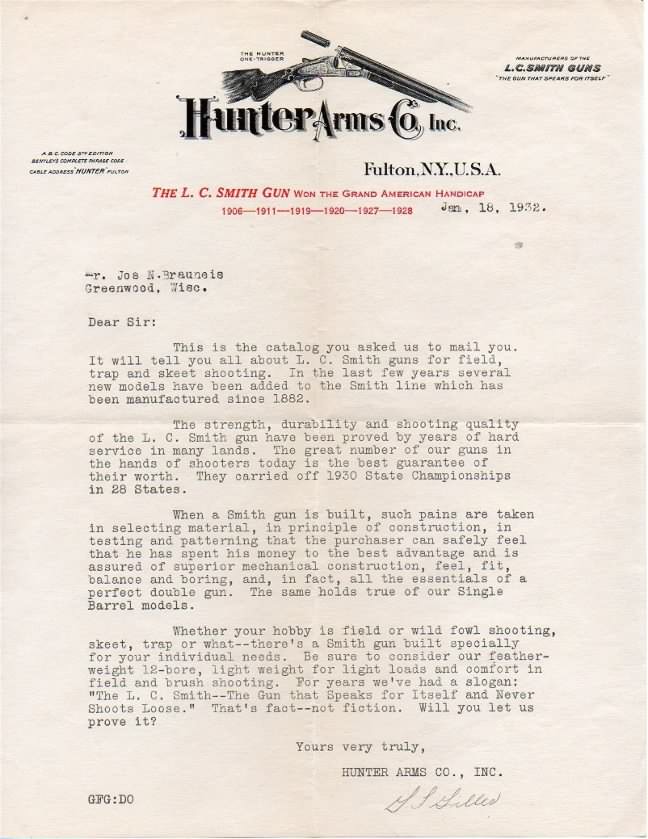 THE HUNTER
ONE-TRIGGER
MANUFACTURERS OF THE
L.C. SMITH GUNS
"THE GUN THAT SPEAKS FOR ITSELF"
Hunter Arms Co., Inc.
A.B.C. CODE 5TH EDITION
BENTLEY'S COMPLETE PHRASE CODE
CABLE ADDRESS "HUNTER" FULTON
Fulton, N.Y., U.S.A.
THE L. C. SMITH GUN WON THE GRAND AMERICAN HANDICAP
1906—1911—1919—1920—1927—1928
Jan, 18, 1932.
Mr. Joe N. Brauneis
Greenwood, Wisc.
Dear Sir:
This is the catalog you asked us to mail you.
It will tell you all about L. C. Smith guns for field,
trap and skeet shooting. In the last few years several
new models have been added to the Smith line which has
been manufactured since 1882.
The strength, durability and shooting quality
of the L. C. Smith gun have been proved by years of hard
service in many lands. The great number of our guns in
the hands of shooters today is the best guarantee of
their worth. They carried off 1930 State Championships
in 28 States.
When a Smith gun is built, such pains are taken
in selecting material, in principle of construction, in
testing and patterning that the purchaser can safely feel
that he has spent his money to the best advantage and is
assured of superior mechanical construction, feel, fit,
balance and boring, and, in fact, all the essentials of a
perfect double gun. The same holds true of our Single
Barrel models.
Whether your hobby is field or wild fowl shooting,
skeet, trap or what--there's a Smith gun built specially
for your individual needs. Be sure to consider our feather-
weight 12-bore, light weight for light loads and comfort in
field and brush shooting. For years we've had a slogan:
"The L. C. Smith--The Gun that Speaks for Itself and Never
Shoots Loose." That's fact--not fiction. Will you let us
prove it?
Yours very truly,
HUNTER ARMS CO., INC.
GFG:DO